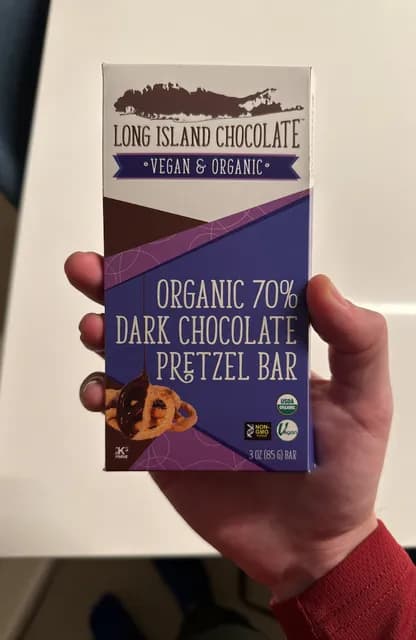 LONG ISLAND CHOCOLATE
VEGAN & ORGANIC
ORGANIC 70%
DARK CHOCOLATE
PRETZEL BAR
USDA
ORGANIC
NON-
GMO
Vegan
3 OZ (85 G) BAR
K